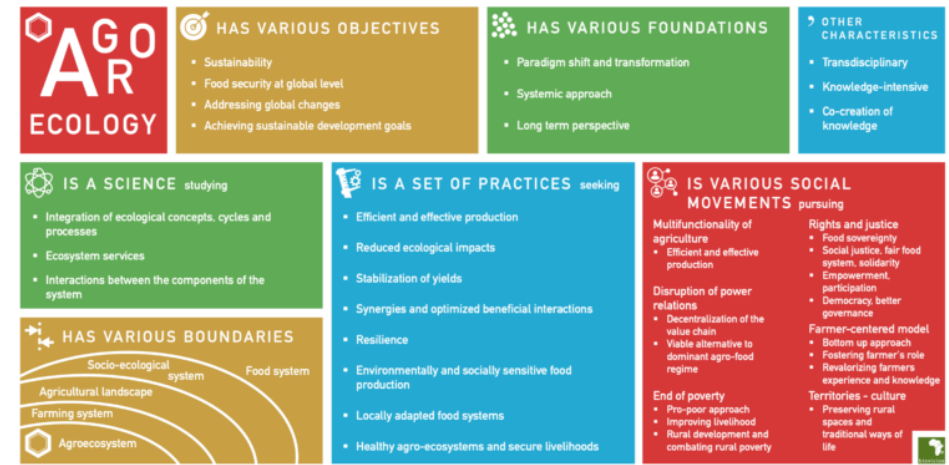 AGRO
ECOLOGY
HAS VARIOUS OBJECTIVES
▪ Sustainability
▪ Food security at global level
▪ Addressing global changes
▪ Achieving sustainable development goals
HAS VARIOUS FOUNDATIONS
▪ Paradigm shift and transformation
▪ Systemic approach
▪ Long term perspective
OTHER
CHARACTERISTICS
▪ Transdisciplinary
▪ Knowledge-intensive
▪ Co-creation of
knowledge
IS A SCIENCE studying
▪ Integration of ecological concepts, cycles and
processes
▪ Ecosystem services
▪ Interactions between the components of the
system
HAS VARIOUS BOUNDARIES
Socio-ecological
system
Food system
Agricultural landscape
Farming system
Agroecosystem
IS A SET OF PRACTICES seeking
▪ Efficient and effective production
▪ Reduced ecological impacts
▪ Stabilization of yields
▪ Synergies and optimized beneficial interactions
▪ Resilience
▪ Environmentally and socially sensitive food
production
▪ Locally adapted food systems
▪ Healthy agro-ecosystems and secure livelihoods
IS VARIOUS SOCIAL
MOVEMENTS pursuing
Multifunctionality of
agriculture
▪ Efficient and effective
production
Disruption of power
relations
▪ Decentralization of the
value chain
▪ Viable alternative to
dominant agro-food
regime
End of poverty
▪ Pro-poor approach
▪ Improving livelihood
▪ Rural development and
combating rural poverty
Rights and justice
▪ Food sovereignty
▪ Social justice, fair food
system, solidarity
▪ Empowerment,
participation
▪ Democracy, better
governance
Farmer-centered model
▪ Bottom up approach
▪ Fostering farmer's role
▪ Revalorizing farmers
experience and knowledge
Territories - culture
▪ Preserving rural
spaces and
traditional ways of
life